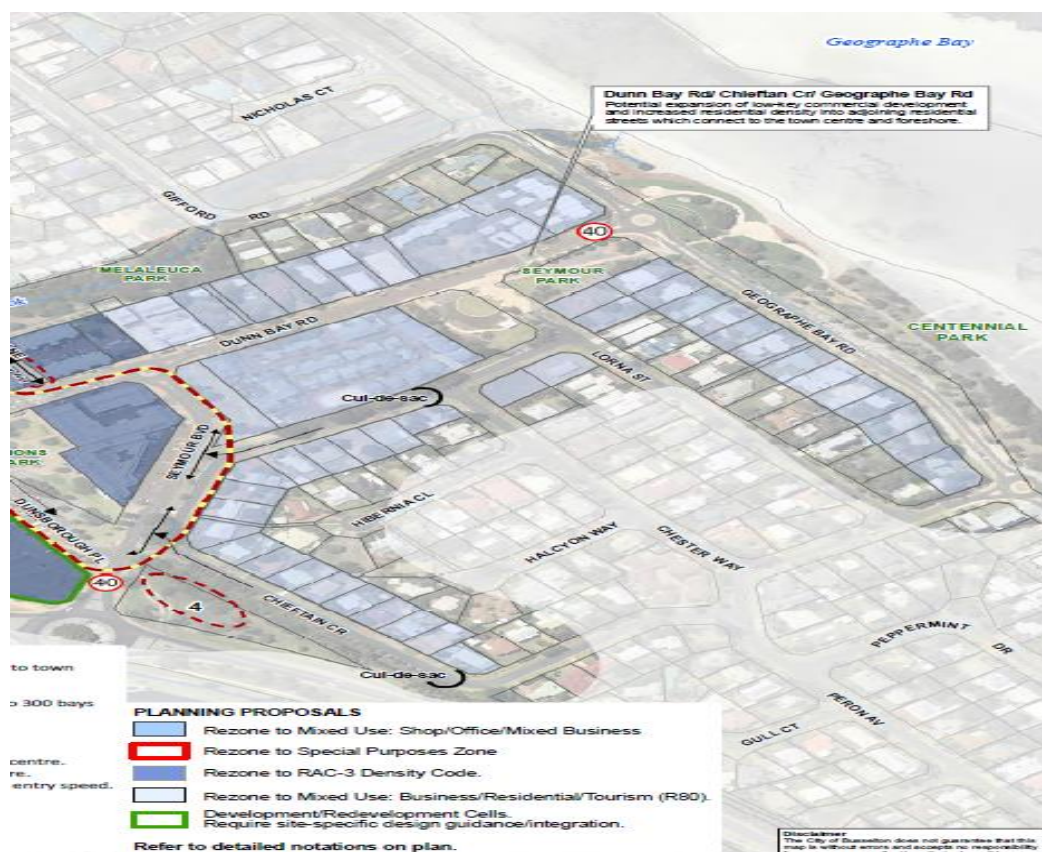 Geographe Bay
Dunn Bay Rd/ Chieftan Cr/ Geographe Bay Rd
Potential expansion of low-key commercial development
and increased residential density into adjoining residential
streets which connect to the town centre and foreshore.
NICHOLAS CT
GIFFORD RD
40
MELALEUCA
PARK
SEYMOUR
PARK
GEOGRAPHE BAY RD
CENTENNIAL
PARK
DUNN BAY RD
LORNA ST
Cul-de-sac
SEYMOUR BVD
IONS
ARK
HIBERNIA CL
HALCYON WAY
CHESTER WAY
DUNSBOROUGH PL
40
4
CHIEFTAIN CR
PEPPERMINT DR
Cul-de-sac
PERON AV
GULL CT
to town
300 bays
centre.
re.
entry speed.
PLANNING PROPOSALS
Rezone to Mixed Use: Shop/Office/Mixed Business
Rezone to Special Purposes Zone
Rezone to RAC-3 Density Code.
Rezone to Mixed Use: Business/Residential/Tourism (R80).
Development/Redevelopment Cells.
Require site-specific design guidance/integration.
Refer to detailed notations on plan.
Disclaimer
The City of Busselton does not guarantee that this
map is without errors and accepts no responsibility